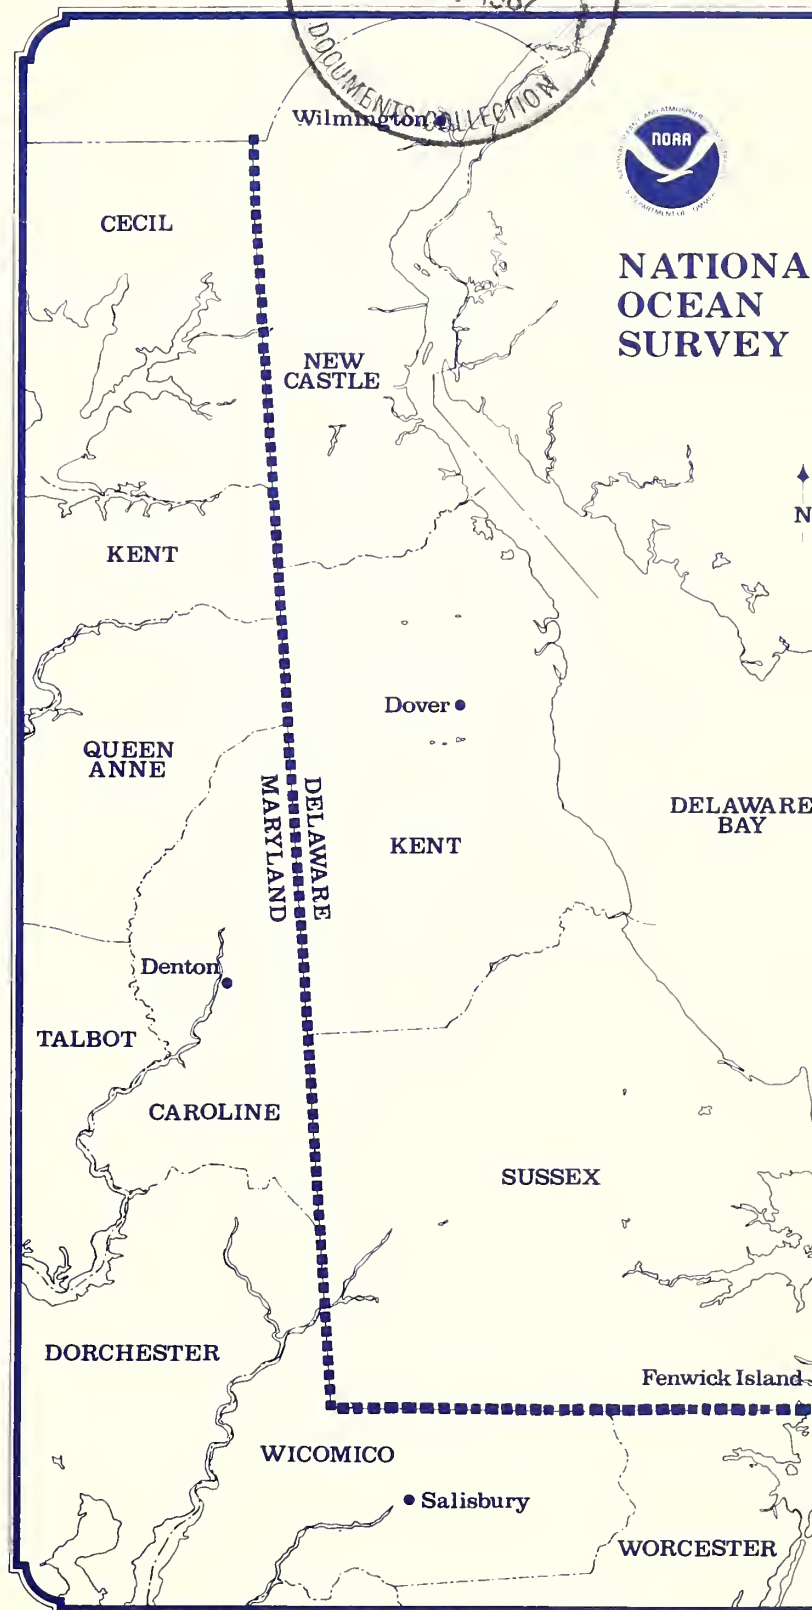 DOCUMENTS COLLECTION
Wilmington
NOAA
CECIL
NATIONA
OCEAN
SURVEY
NEW
CASTLE
N
KENT
Dover
QUEEN
ANNE
MARYLAND
DELAWARE
DELAWARE
BAY
KENT
Denton
TALBOT
CAROLINE
SUSSEX
DORCHESTER
Fenwick Island
WICOMICO
Salisbury
WORCESTER